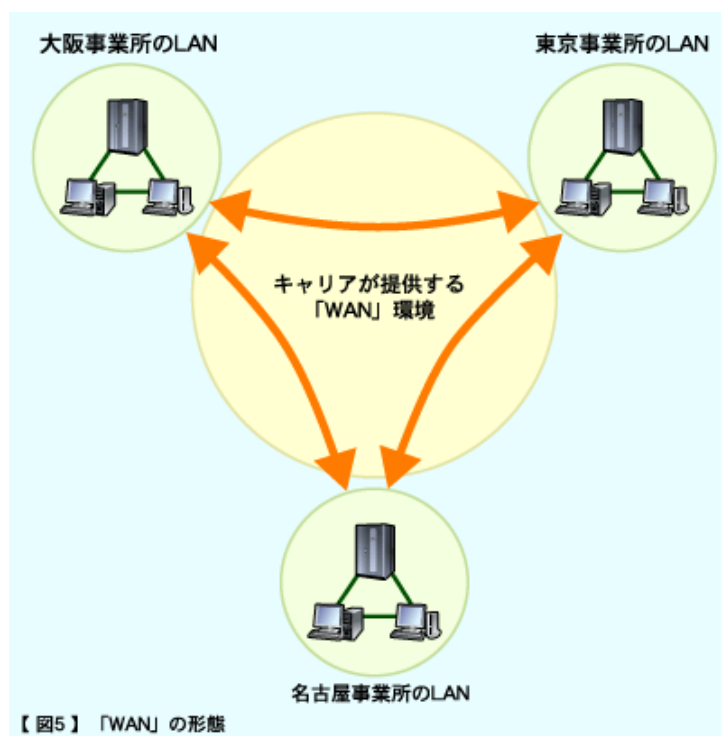 大阪事業所のLAN
東京事業所のLAN
キャリアが提供する
「WAN」環境
名古屋事業所のLAN
【 図5 】「WAN」の形態